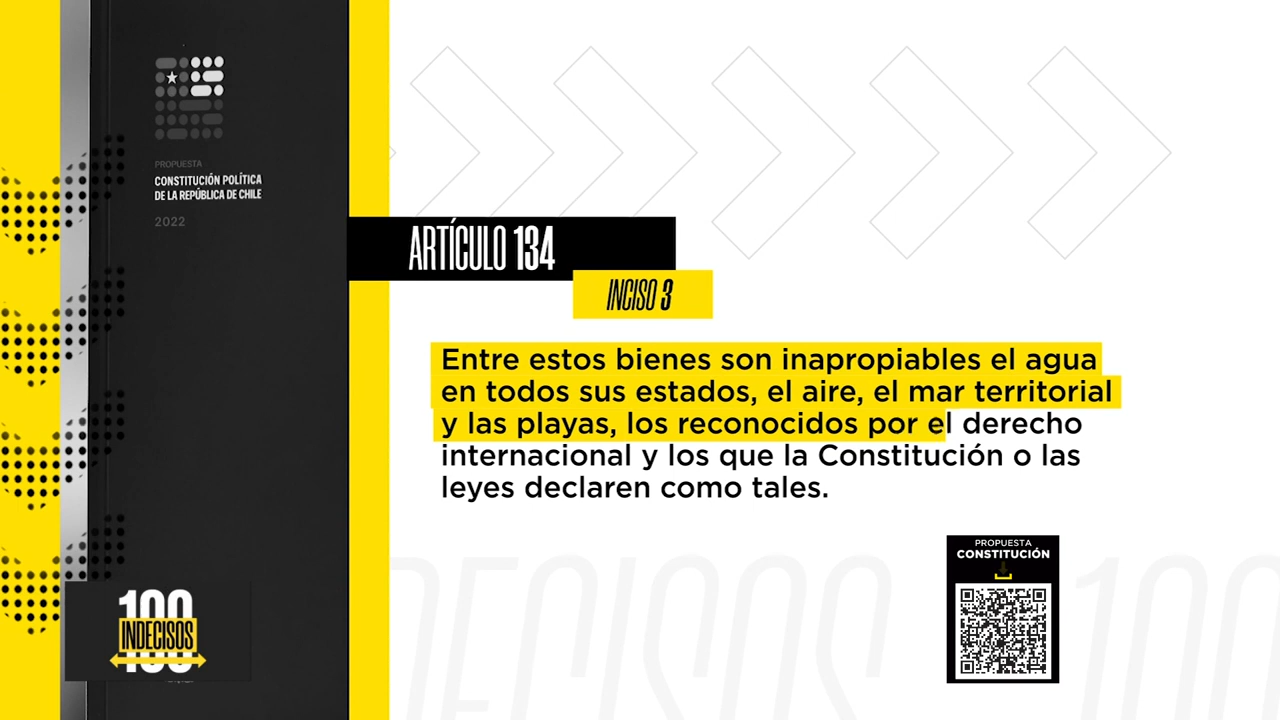 PROPUESTA
CONSTITUCIÓN POLÍTICA
DE LA REPÚBLICA DE CHILE
2022
ARTÍCULO 134
INCISO 3
Entre estos bienes son inapropiables el agua
en todos sus estados, el aire, el mar territorial
y las playas, los reconocidos por el derecho
internacional y los que la Constitución o las
leyes declaren como tales.
PROPUESTA
CONSTITUCIÓN
100
INDECISOS
INDECISOS 100